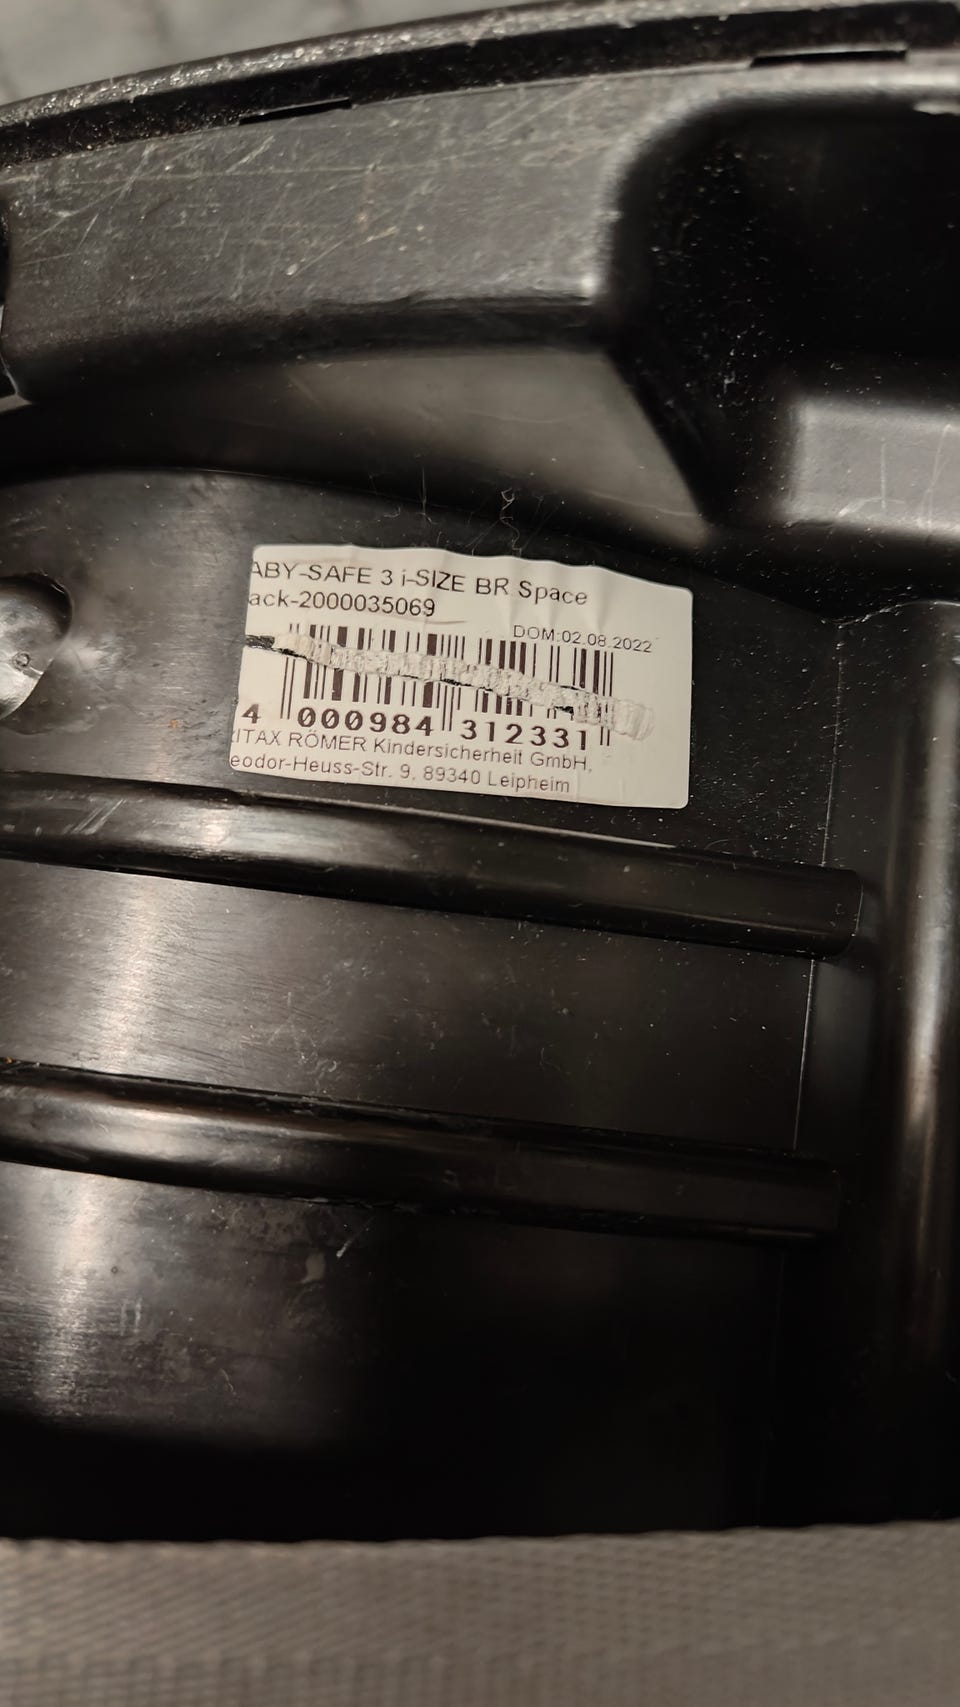 ABY-SAFE 3 i-SIZE BR Space
ack-2000035069
DOM:02.08.2022
4 000984 312331
ITAX RÖMER Kindersicherheit GmbH,
eodor-Heuss-Str. 9, 89340 Leipheim